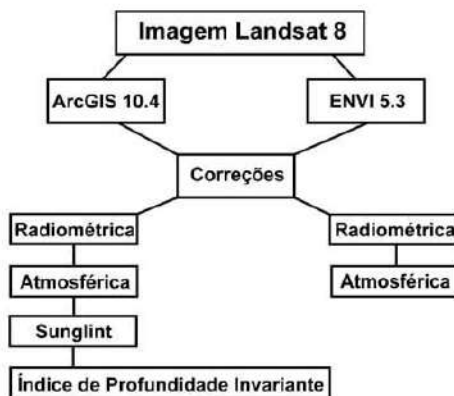 Imagem Landsat 8
ArcGIS 10.4
ENVI 5.3
Correções
Radiométrica
Radiométrica
Atmosférica
Atmosférica
Sunglint
Índice de Profundidade Invariante